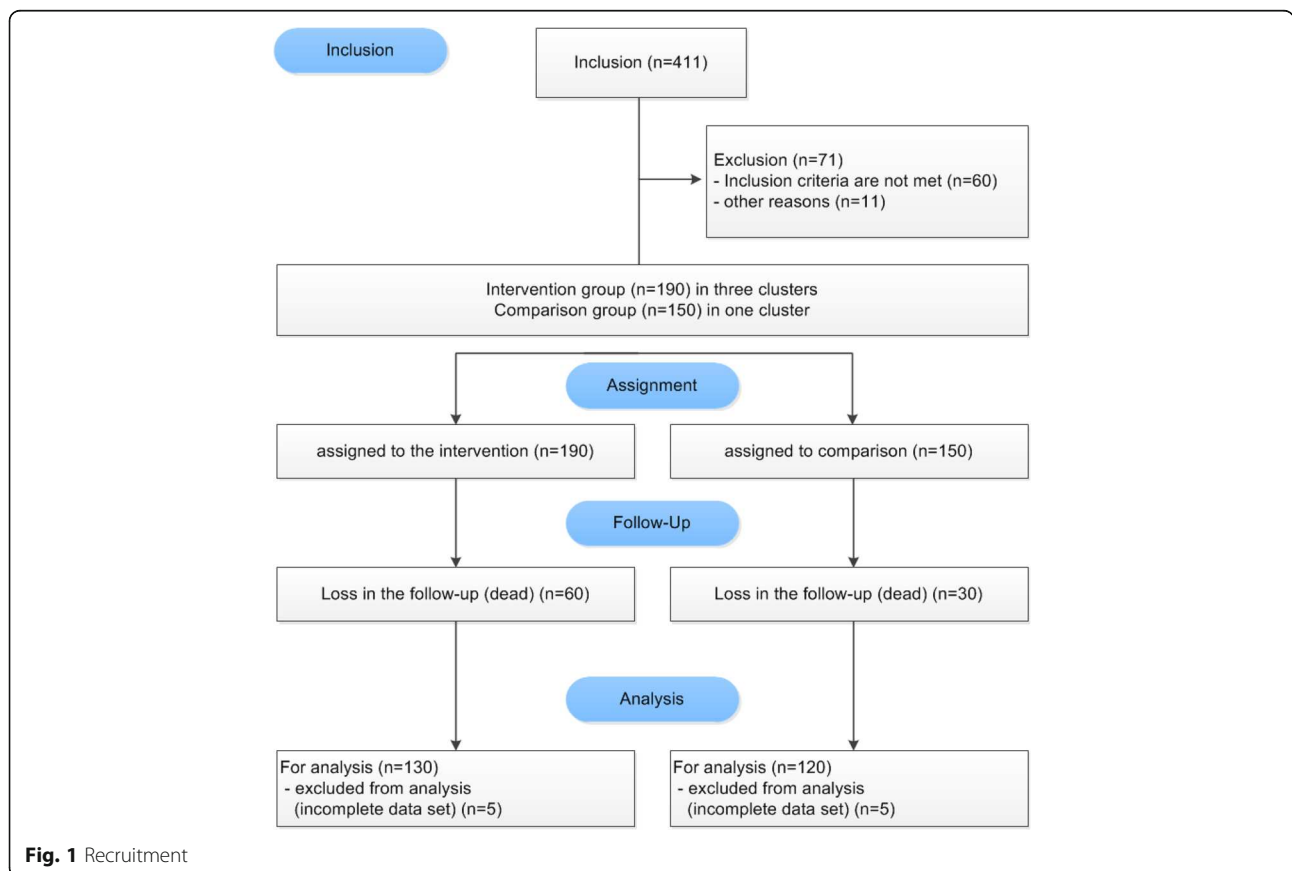 Inclusion
Inclusion (n=411)
Exclusion (n=71)
- Inclusion criteria are not met (n=60)
- other reasons (n=11)
Intervention group (n=190) in three clusters
Comparison group (n=150) in one cluster
Assignment
assigned to the intervention (n=190)
assigned to comparison (n=150)
Follow-Up
Loss in the follow-up (dead) (n=60)
Loss in the follow-up (dead) (n=30)
Analysis
For analysis (n=130)
- excluded from analysis
(incomplete data set) (n=5)
For analysis (n=120)
- excluded from analysis
(incomplete data set) (n=5)
Fig. 1 Recruitment